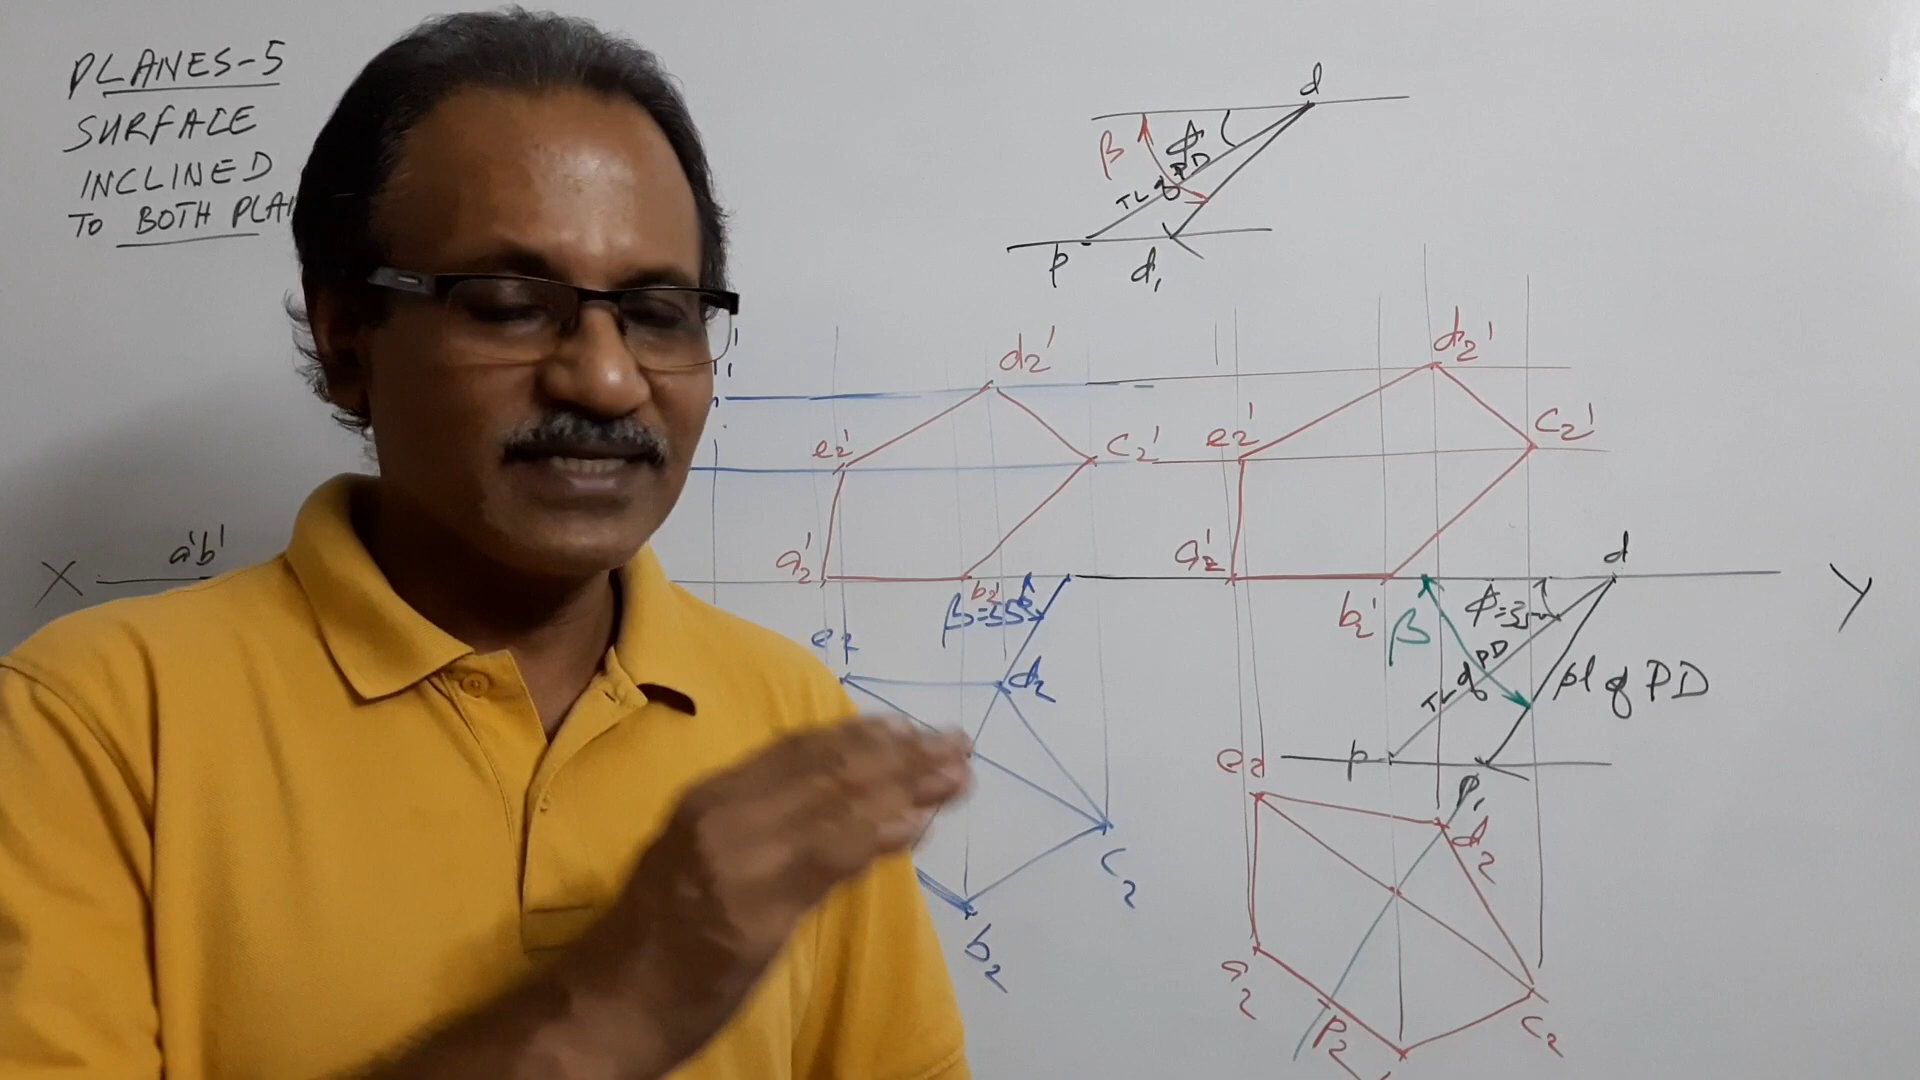 PLANES-5
SURFACE
INCLINED
TO BOTH PLA
d
β
φ
TL of PD
p
d₁
d₂'
e₂'
c₂'
d₂'
e₂'
c₂'
X
a'b'
a₂'
b₂'
a₂'
b₂'
d
Y
β=35°
β
φ=3
TL of PD
pl of PD
e₂
d₂
c₂
b₂
e₂
p
p₁
d₂
a₂
P₂
c₂